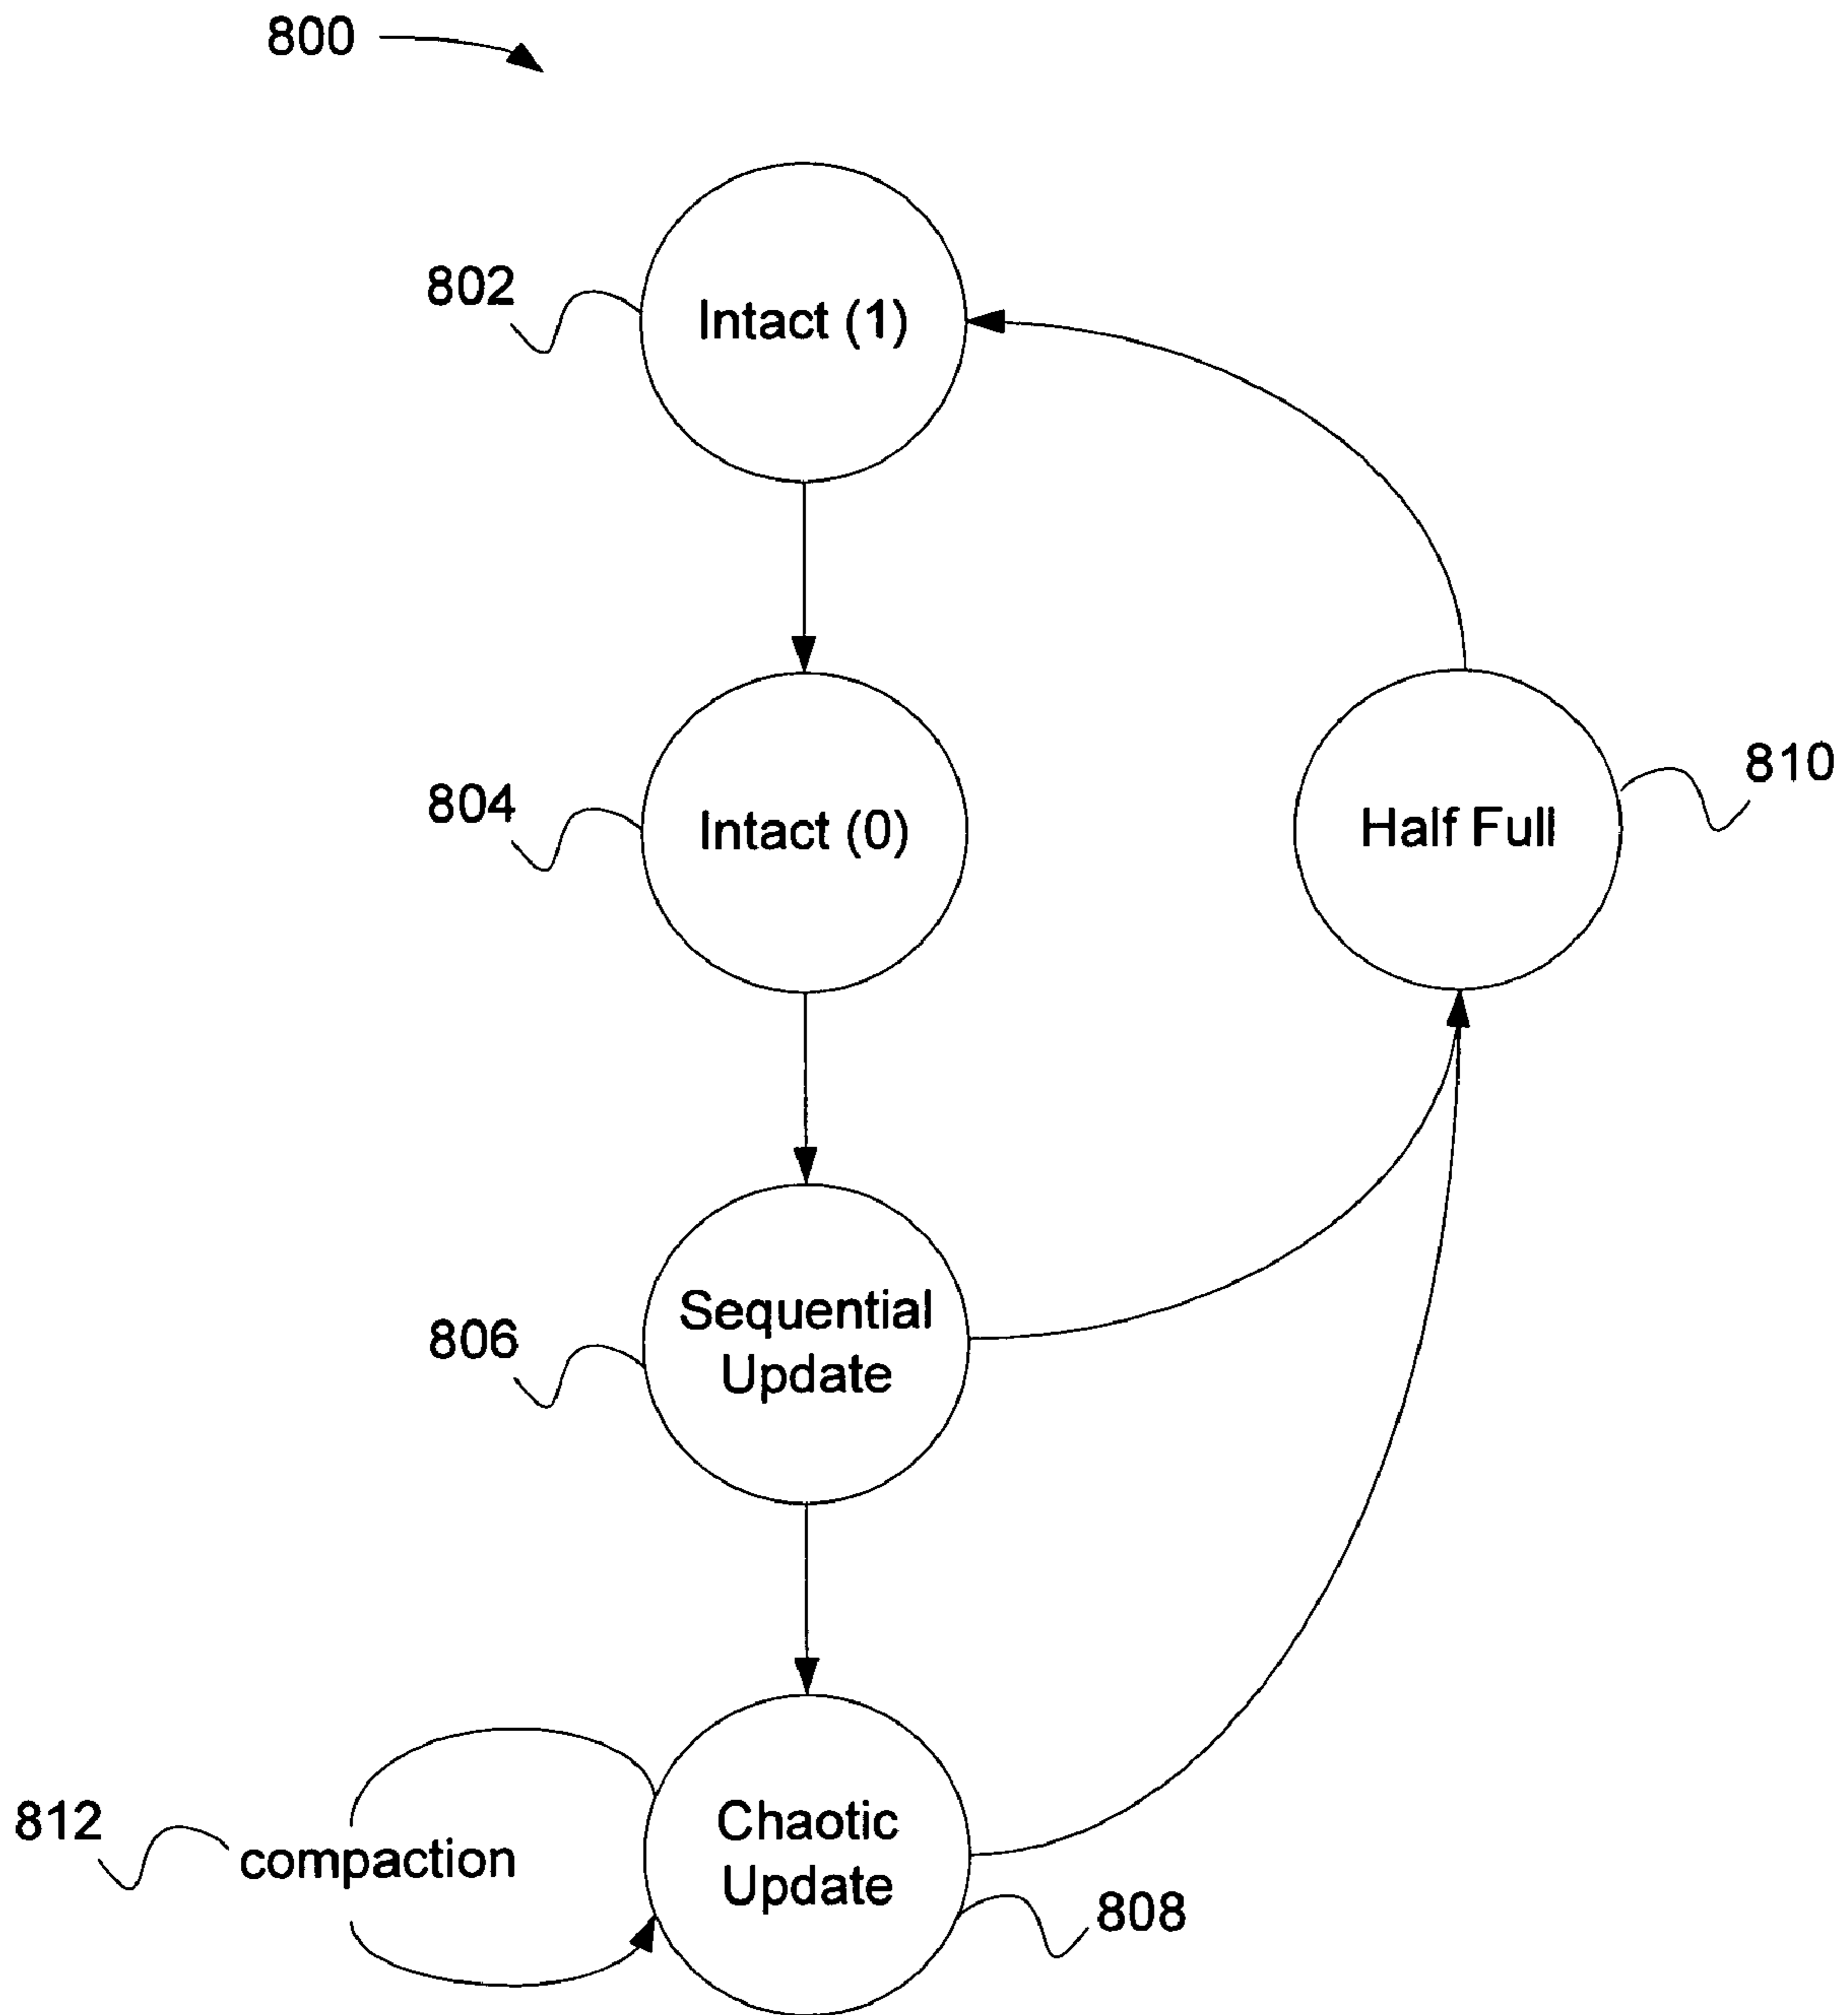 800
802
Intact (1)
804
Intact (0)
810
Half Full
806
Sequential
Update
812
compaction
Chaotic
Update
808